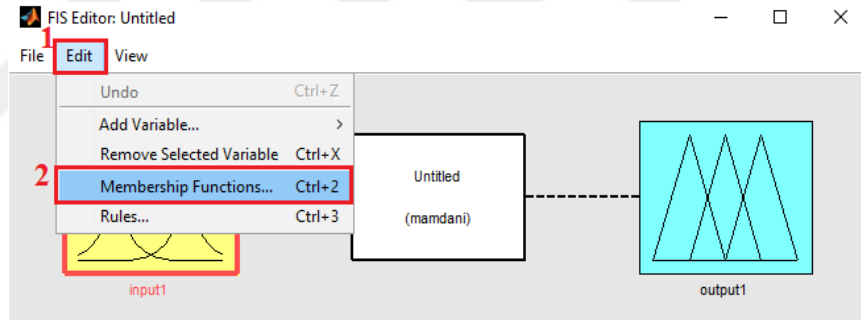 FIS Editor: Untitled
1
File Edit View
Undo Ctrl+Z
Add Variable... >
Remove Selected Variable Ctrl+X
2
Membership Functions... Ctrl+2
Rules... Ctrl+3
Untitled
(mamdani)
input1
output1